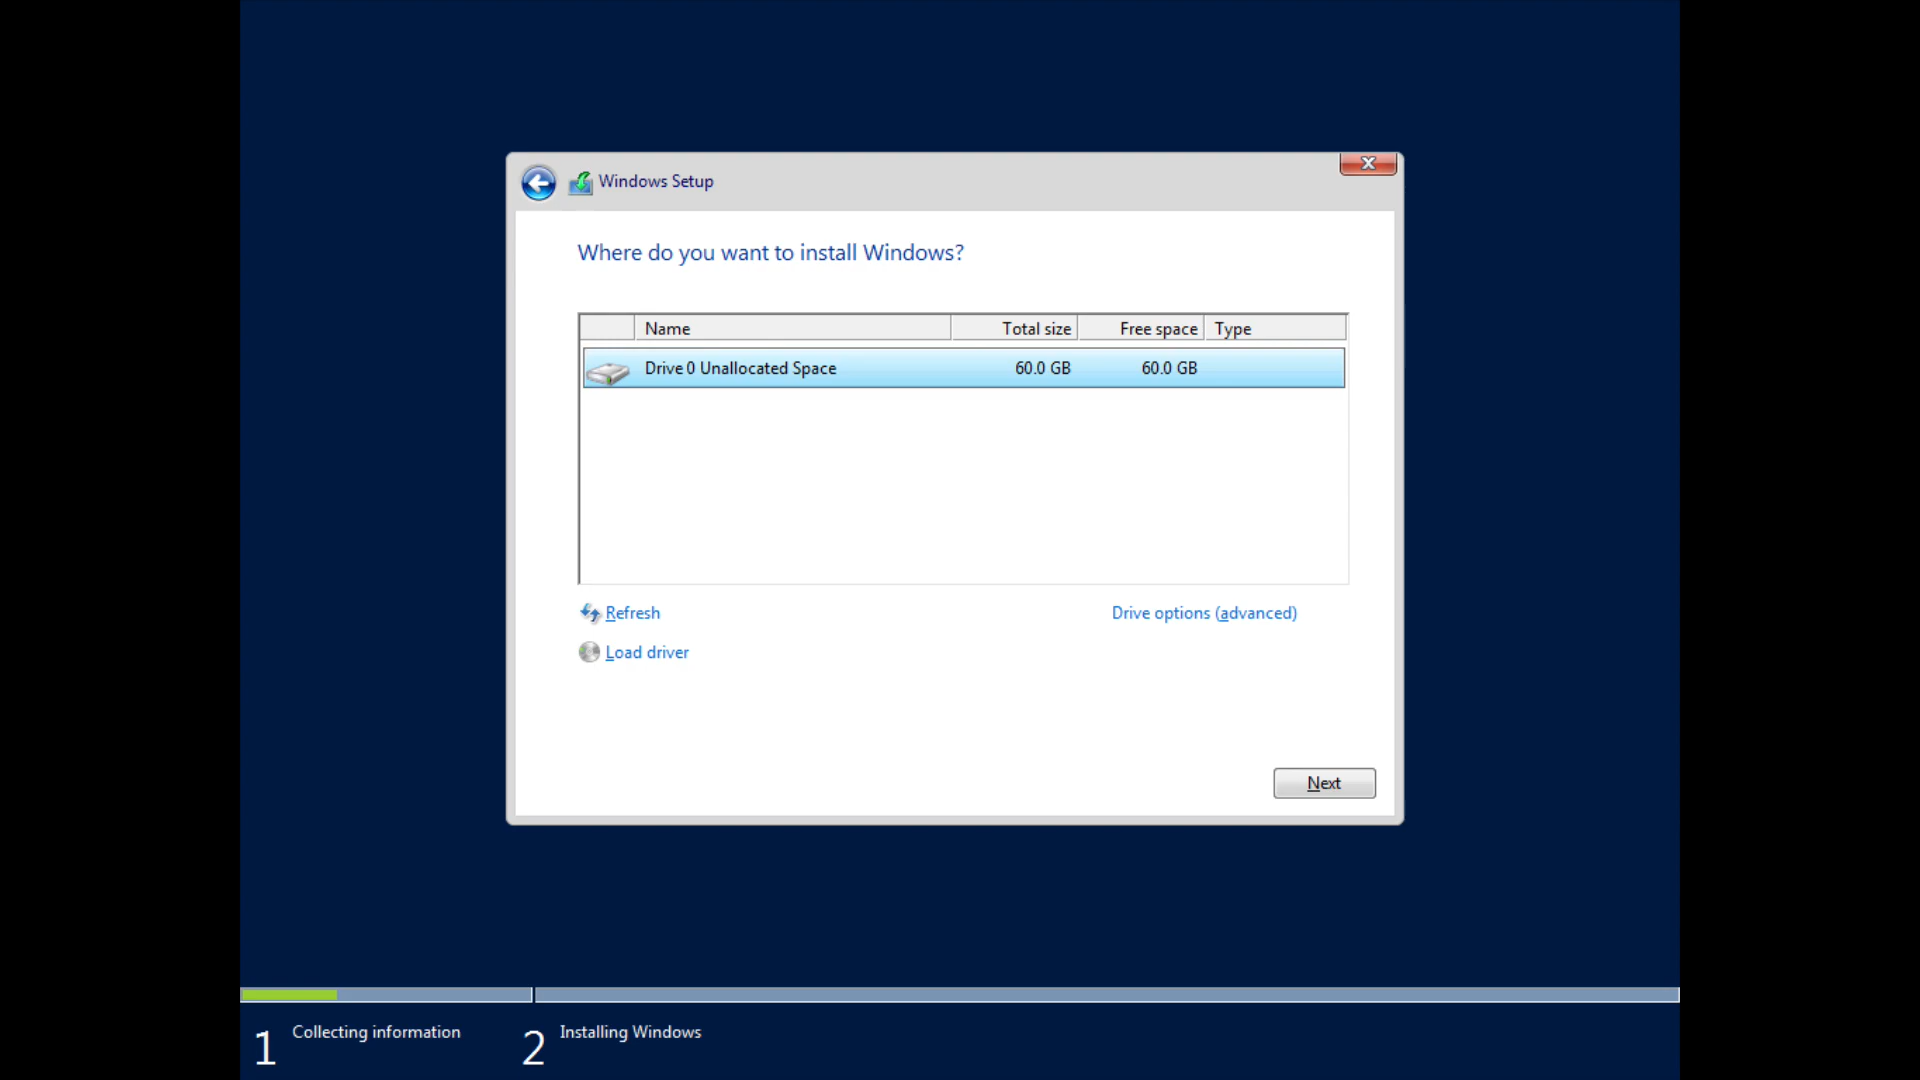 Windows Setup
Where do you want to install Windows?
Name Total size Free space Type
Drive 0 Unallocated Space 60.0 GB 60.0 GB
Refresh Drive options (advanced)
Load driver
Next
1 Collecting information 2 Installing Windows